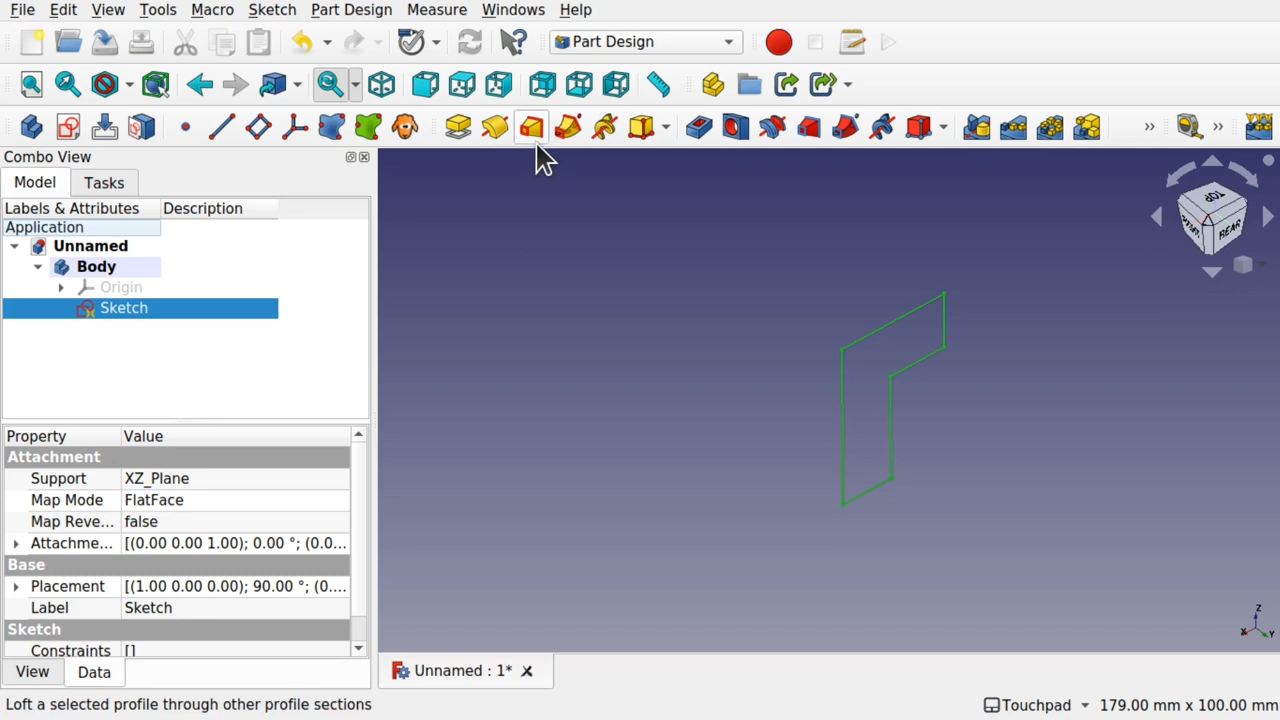 File Edit View Tools Macro Sketch Part Design Measure Windows Help
Part Design
Combo View
Model Tasks
Labels & Attributes Description
Application
Unnamed
Body
Origin
Sketch
Property Value
Attachment
Support XZ_Plane
Map Mode FlatFace
Map Reve... false
Attachme... [(0.00 0.00 1.00); 0.00 °; (0.0...
Base
Placement [(1.00 0.00 0.00); 90.00 °; (0....
Label Sketch
Sketch
Constraints []
View Data
TOP
REAR
Z
X
Y
Unnamed : 1*
Loft a selected profile through other profile sections
Touchpad 179.00 mm x 100.00 mm